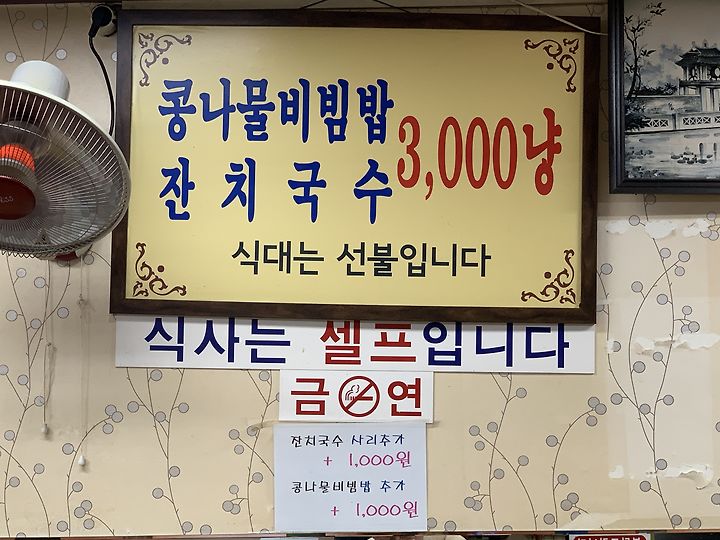 콩나물비빔밥
잔치국수
3,000냥
식대는 선불입니다
식사는 셀프입니다
금연
잔치국수 사리추가
+ 1,000원
콩나물비빔밥 추가
+ 1,000원